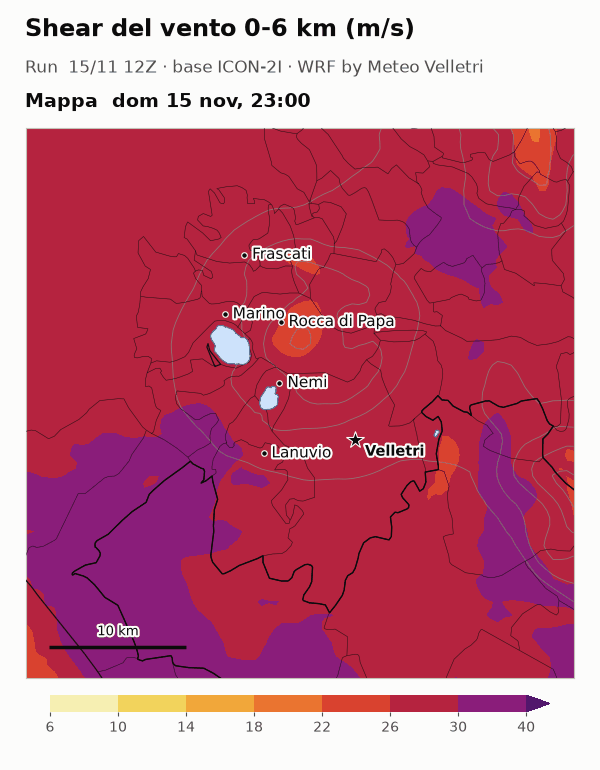 Shear del vento 0-6 km (m/s)
Run  15/11 12Z · base ICON-2I · WRF by Meteo Velletri
Mappa  dom 15 nov, 23:00
Frascati
Marino
Rocca di Papa
Nemi
Velletri
Lanuvio
10 km
6 10 14 18 22 26 30 40